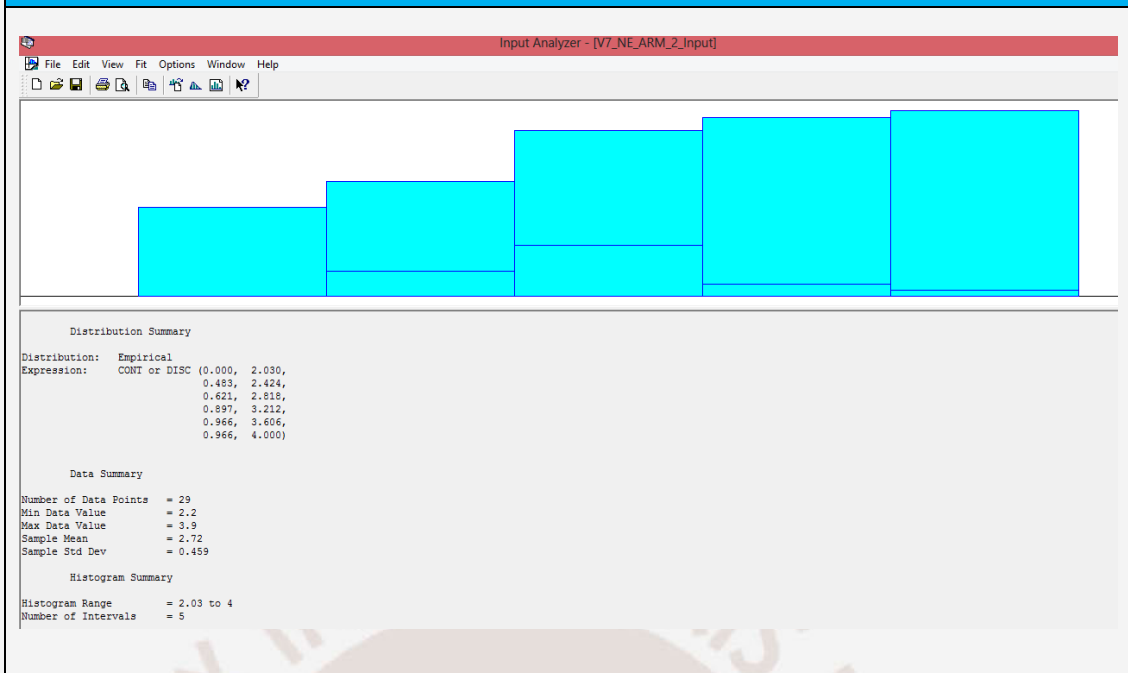 Input Analyzer - [V7_NE_ARM_2_Input]
File Edit View Fit Options Window Help
Distribution Summary
Distribution: Empirical
Expression: CONT or DISC (0.000, 2.030,
0.483, 2.424,
0.621, 2.818,
0.897, 3.212,
0.966, 3.606,
0.966, 4.000)
Data Summary
Number of Data Points = 29
Min Data Value = 2.2
Max Data Value = 3.9
Sample Mean = 2.72
Sample Std Dev = 0.459
Histogram Summary
Histogram Range = 2.03 to 4
Number of Intervals = 5